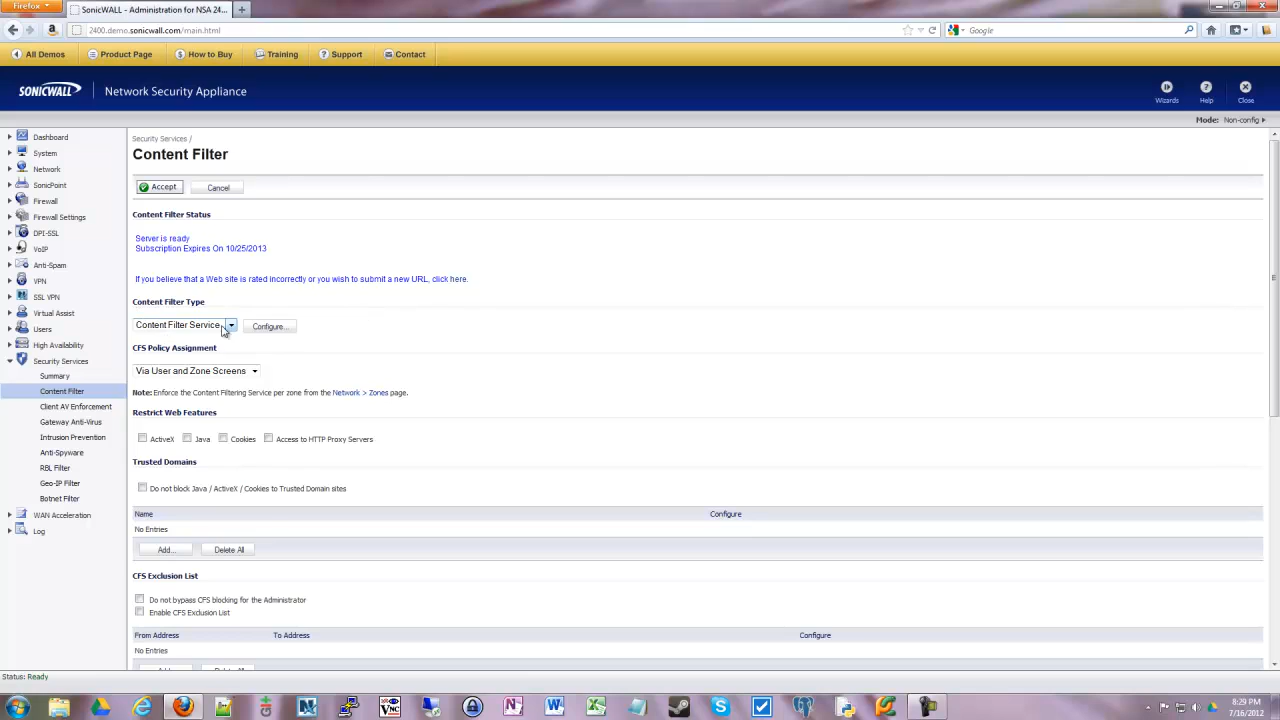 Firefox
SonicWALL - Administration for NSA 24...
2400.demo.sonicwall.com/main.html
Google
All Demos
Product Page
How to Buy
Training
Support
Contact
SONICWALL
Network Security Appliance
Wizards
Help
Close
Mode: Non-config
Dashboard
System
Network
SonicPoint
Firewall
Firewall Settings
DPI-SSL
VoIP
Anti-Spam
VPN
SSL VPN
Virtual Assist
Users
High Availability
Security Services
Summary
Content Filter
Client AV Enforcement
Gateway Anti-Virus
Intrusion Prevention
Anti-Spyware
RBL Filter
Geo-IP Filter
Botnet Filter
WAN Acceleration
Log
Security Services /
Content Filter
Accept
Cancel
Content Filter Status
Server is ready
Subscription Expires On 10/25/2013
If you believe that a Web site is rated incorrectly or you wish to submit a new URL, click here.
Content Filter Type
Content Filter Service
Configure...
CFS Policy Assignment
Via User and Zone Screens
Note: Enforce the Content Filtering Service per zone from the Network > Zones page.
Restrict Web Features
ActiveX
Java
Cookies
Access to HTTP Proxy Servers
Trusted Domains
Do not block Java / ActiveX / Cookies to Trusted Domain sites
Name
Configure
No Entries
Add...
Delete All
CFS Exclusion List
Do not bypass CFS blocking for the Administrator
Enable CFS Exclusion List
From Address
To Address
Configure
No Entries
Status: Ready
8:29 PM
7/16/2012